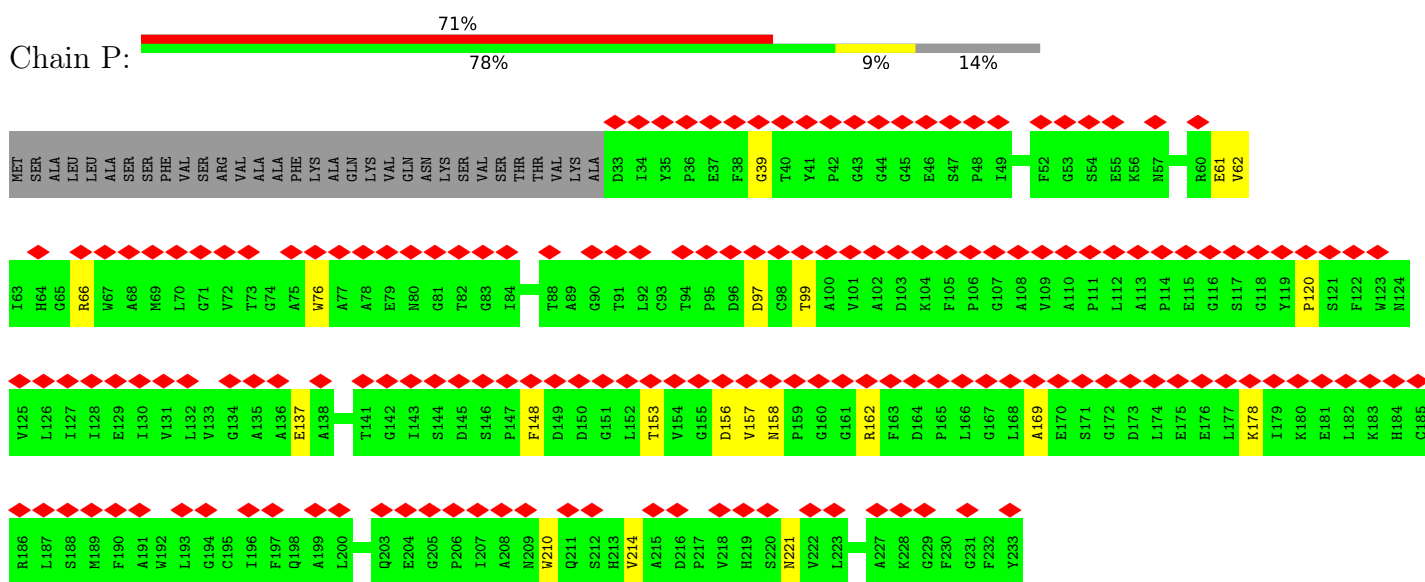 71%
Chain P:
78% 9% 14%
MET SER ALA LEU LEU ALA SER SER PHE VAL SER ARG VAL ALA ALA PHE LYS ALA GLN LYS VAL GLN ASN LYS SER VAL SER THR THR VAL LYS ALA D33 I34 Y35 P36 E37 F38 G39 T40 Y41 P42 G43 G44 G45 E46 S47 P48 I49 F52 G53 S54 E55 K56 N57 R60 E61 V62
I63 H64 G65 R66 W67 A68 M69 L70 G71 V72 T73 G74 A75 W76 A77 A78 E79 N80 G81 T82 G83 I84 T88 A89 G90 T91 L92 C93 T94 P95 D96 D97 C98 T99 A100 V101 A102 D103 K104 F105 P106 G107 A108 V109 A110 P111 L112 A113 P114 E115 G116 S117 G118 Y119 P120 S121 F122 W123 N124
V125 L126 I127 I128 E129 I130 V131 L132 V133 G134 A135 A136 E137 A138 T141 G142 I143 S144 D145 S146 P147 F148 D149 D150 G151 L152 T153 V154 G155 D156 V157 N158 P159 G160 G161 R162 F163 D164 P165 L166 G167 L168 A169 E170 S171 G172 D173 L174 E175 E176 L177 K178 I179 K180 E181 L182 K183 H184 C185
R186 L187 S188 M189 F190 A191 W192 L193 G194 C195 I196 F197 Q198 A199 L200 Q203 E204 G205 P206 I207 A208 N209 W210 Q211 S212 H213 V214 A215 D216 P217 V218 H219 S220 N221 V222 L223 A227 K228 G229 F230 G231 F232 Y233